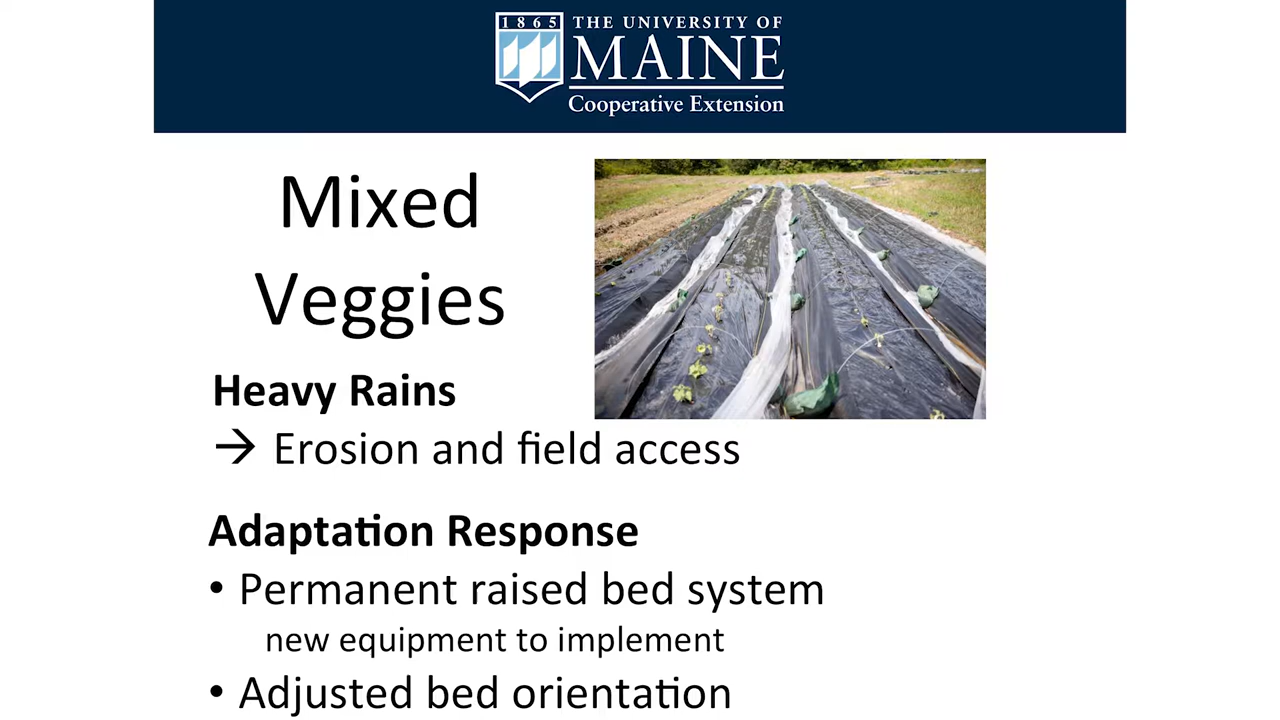 1865
THE UNIVERSITY OF
MAINE
Cooperative Extension
Mixed
Veggies
Heavy Rains
→ Erosion and field access
Adaptation Response
• Permanent raised bed system
new equipment to implement
• Adjusted bed orientation